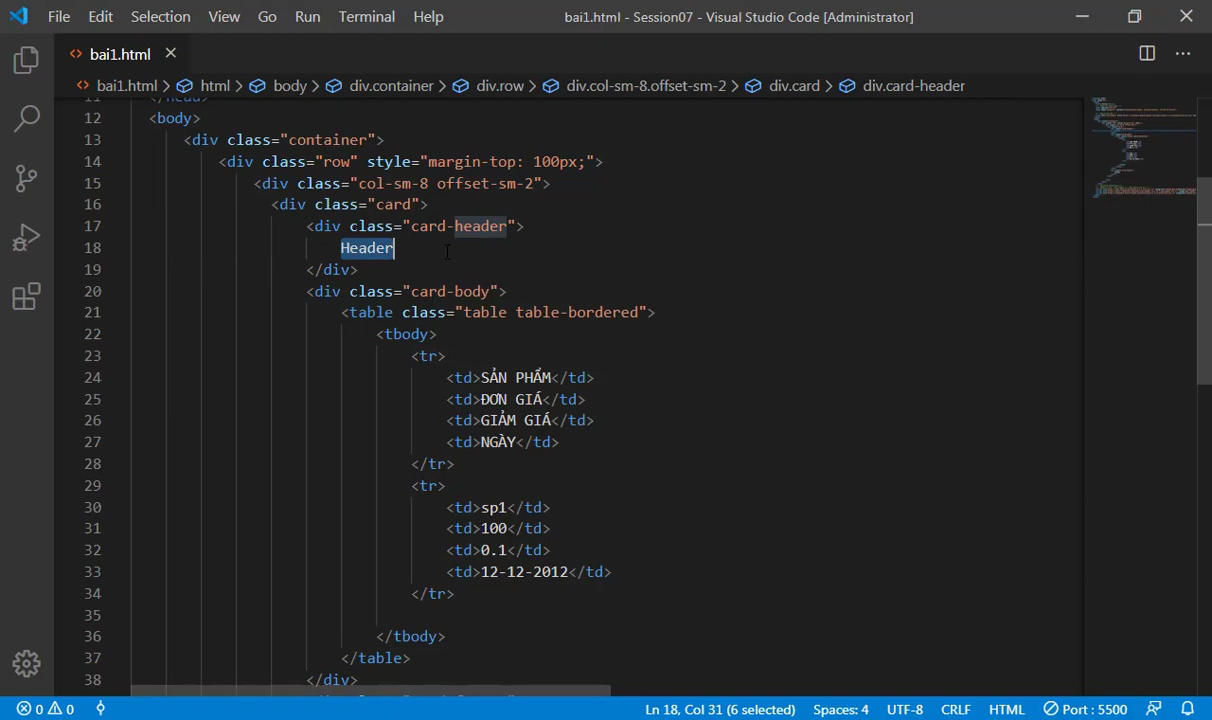 File Edit Selection View Go Run Terminal Help bai1.html - Session07 - Visual Studio Code [Administrator]
bai1.html
bai1.html > html > body > div.container > div.row > div.col-sm-8.offset-sm-2 > div.card > div.card-header
11 </head>
12 <body>
13 <div class="container">
14 <div class="row" style="margin-top: 100px;">
15 <div class="col-sm-8 offset-sm-2">
16 <div class="card">
17 <div class="card-header">
18 Header
19 </div>
20 <div class="card-body">
21 <table class="table table-bordered">
22 <tbody>
23 <tr>
24 <td>SẢN PHẨM</td>
25 <td>ĐƠN GIÁ</td>
26 <td>GIẢM GIÁ</td>
27 <td>NGÀY</td>
28 </tr>
29 <tr>
30 <td>sp1</td>
31 <td>100</td>
32 <td>0.1</td>
33 <td>12-12-2012</td>
34 </tr>
35
36 </tbody>
37 </table>
38 </div>
0 0 Ln 18, Col 31 (6 selected) Spaces: 4 UTF-8 CRLF HTML Port : 5500